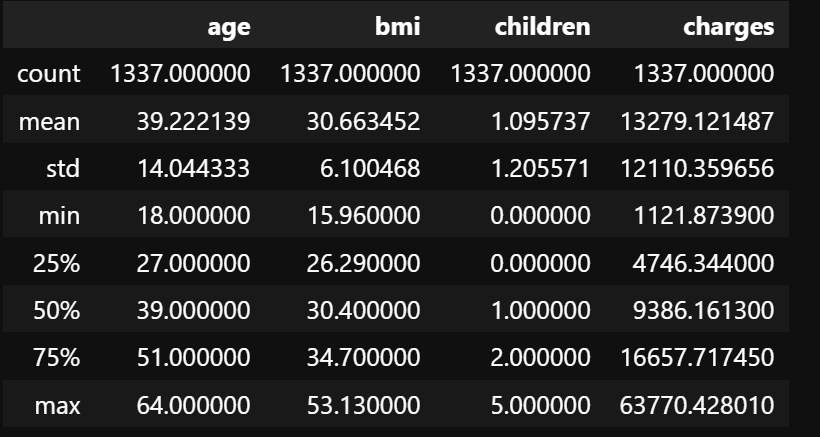 age bmi children charges
count 1337.000000 1337.000000 1337.000000 1337.000000
mean 39.222139 30.663452 1.095737 13279.121487
std 14.044333 6.100468 1.205571 12110.359656
min 18.000000 15.960000 0.000000 1121.873900
25% 27.000000 26.290000 0.000000 4746.344000
50% 39.000000 30.400000 1.000000 9386.161300
75% 51.000000 34.700000 2.000000 16657.717450
max 64.000000 53.130000 5.000000 63770.428010